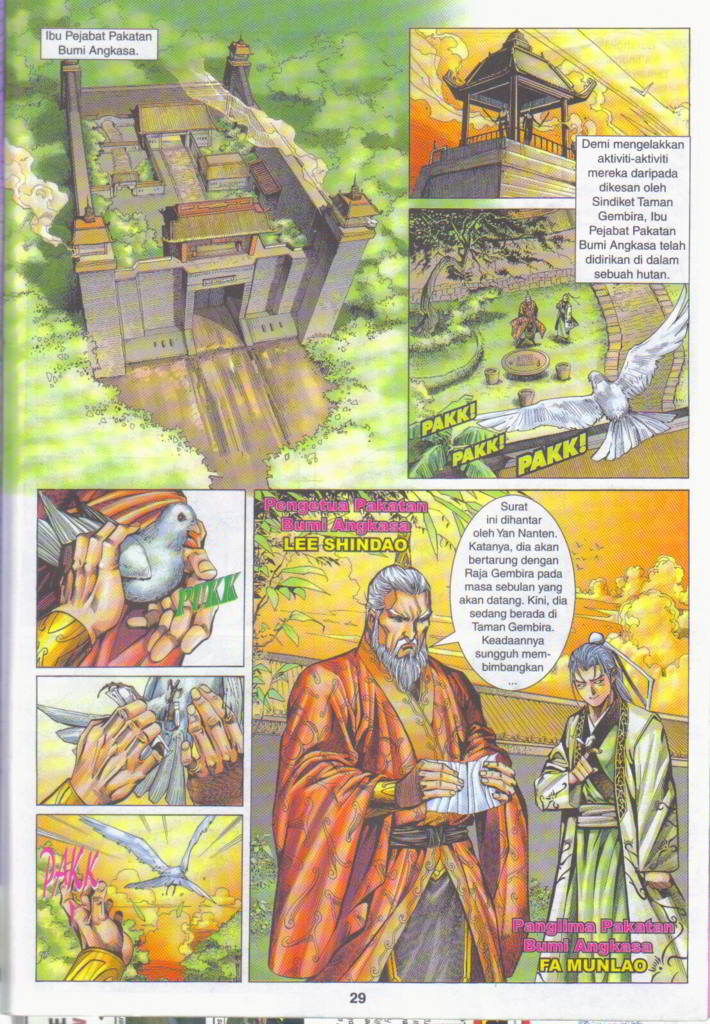 Ibu Pejabat Pakatan
Bumi Angkasa.
Demi mengelakkan
aktiviti-aktiviti
mereka daripada
dikesan oleh
Sindiket Taman
Gembira, Ibu
Pejabat Pakatan
Bumi Angkasa telah
didirikan di dalam
sebuah hutan.
PAKK!
PAKK!
PAKK!
PUKK
PAKK
Pengetua Pakatan
Bumi Angkasa
LEE SHINDAO
Surat
ini dihantar
oleh Yan Nanten.
Katanya, dia akan
bertarung dengan
Raja Gembira pada
masa sebulan yang
akan datang. Kini, dia
sedang berada di
Taman Gembira.
Keadaannya
sungguh mem-
bimbangkan
...
Panglima Pakatan
Bumi Angkasa
FA MUNLAO
29